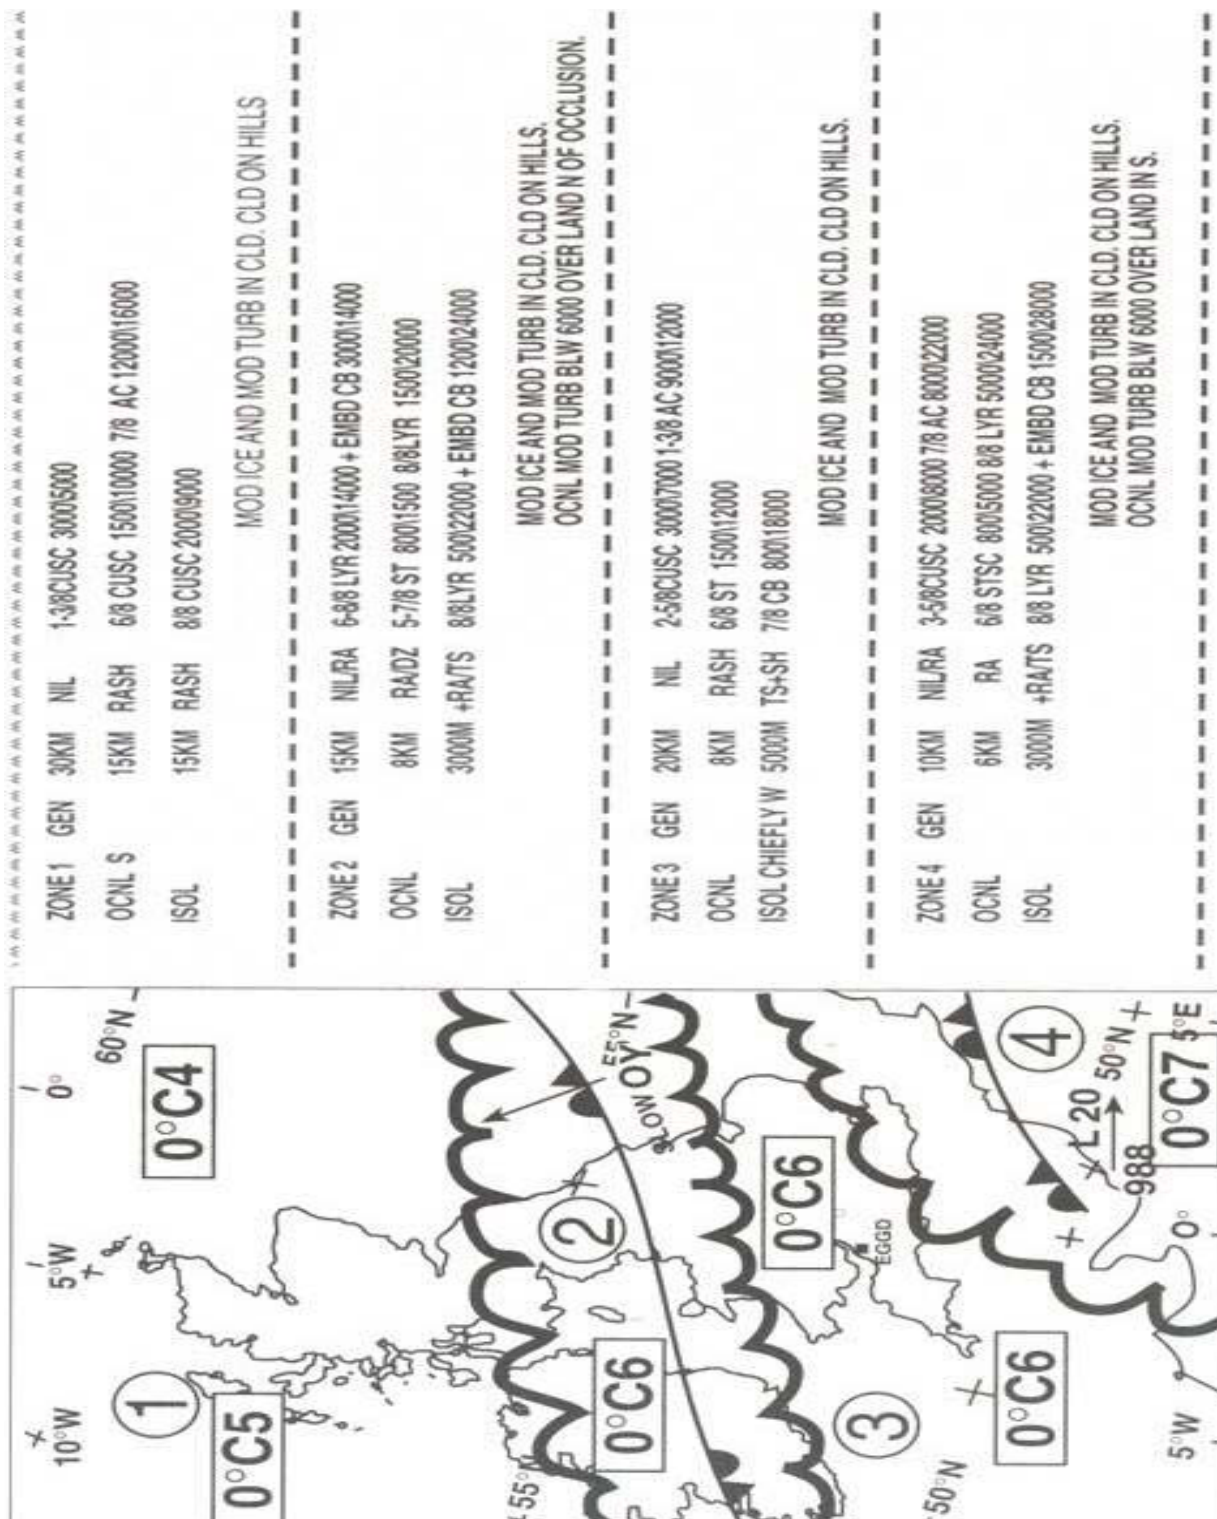 ZONE 1 GEN 30KM NIL 1-3/8CUSC 3000\5000
OCNL S 15KM RASH 6/8 CUSC 1500\10000 7/8 AC 12000\16000
ISOL 15KM RASH 8/8 CUSC 2000\9000
MOD ICE AND MOD TURB IN CLD. CLD ON HILLS
ZONE 2 GEN 15KM NIL/RA 6-8/8 LYR 2000\14000 + EMBD CB 3000\14000
OCNL 8KM RA/DZ 5-7/8 ST 800\1500 8/8LYR 1500\20000
ISOL 3000M +RA/TS 8/8LYR 500\22000 + EMBD CB 1200\24000
MOD ICE AND MOD TURB IN CLD. CLD ON HILLS.
OCNL MOD TURB BLW 6000 OVER LAND N OF OCCLUSION.
ZONE 3 GEN 20KM NIL 2-5/8CUSC 3000\7000 1-3/8 AC 9000\12000
OCNL 8KM RASH 6/8 ST 1500\12000
ISOL CHIEFLY W 5000M TS+SH 7/8 CB 800\18000
MOD ICE AND MOD TURB IN CLD. CLD ON HILLS.
ZONE 4 GEN 10KM NIL/RA 3-5/8CUSC 2000\8000 7/8 AC 8000\22000
OCNL 6KM RA 6/8 STSC 800\5000 8/8 LYR 5000\24000
ISOL 3000M +RA/TS 8/8 LYR 500\22000 + EMBD CB 1500\28000
MOD ICE AND MOD TURB IN CLD. CLD ON HILLS.
OCNL MOD TURB BLW 6000 OVER LAND IN S.
10°W 5°W 0°
60°N
1
0°C5
0°C4
55°N
55°N
2
SLOW OY
0°C6
0°C6
3
EGGD
50°N
0°C6
4
L 20
988
50°N
0°C7
5°W 0° 5°E